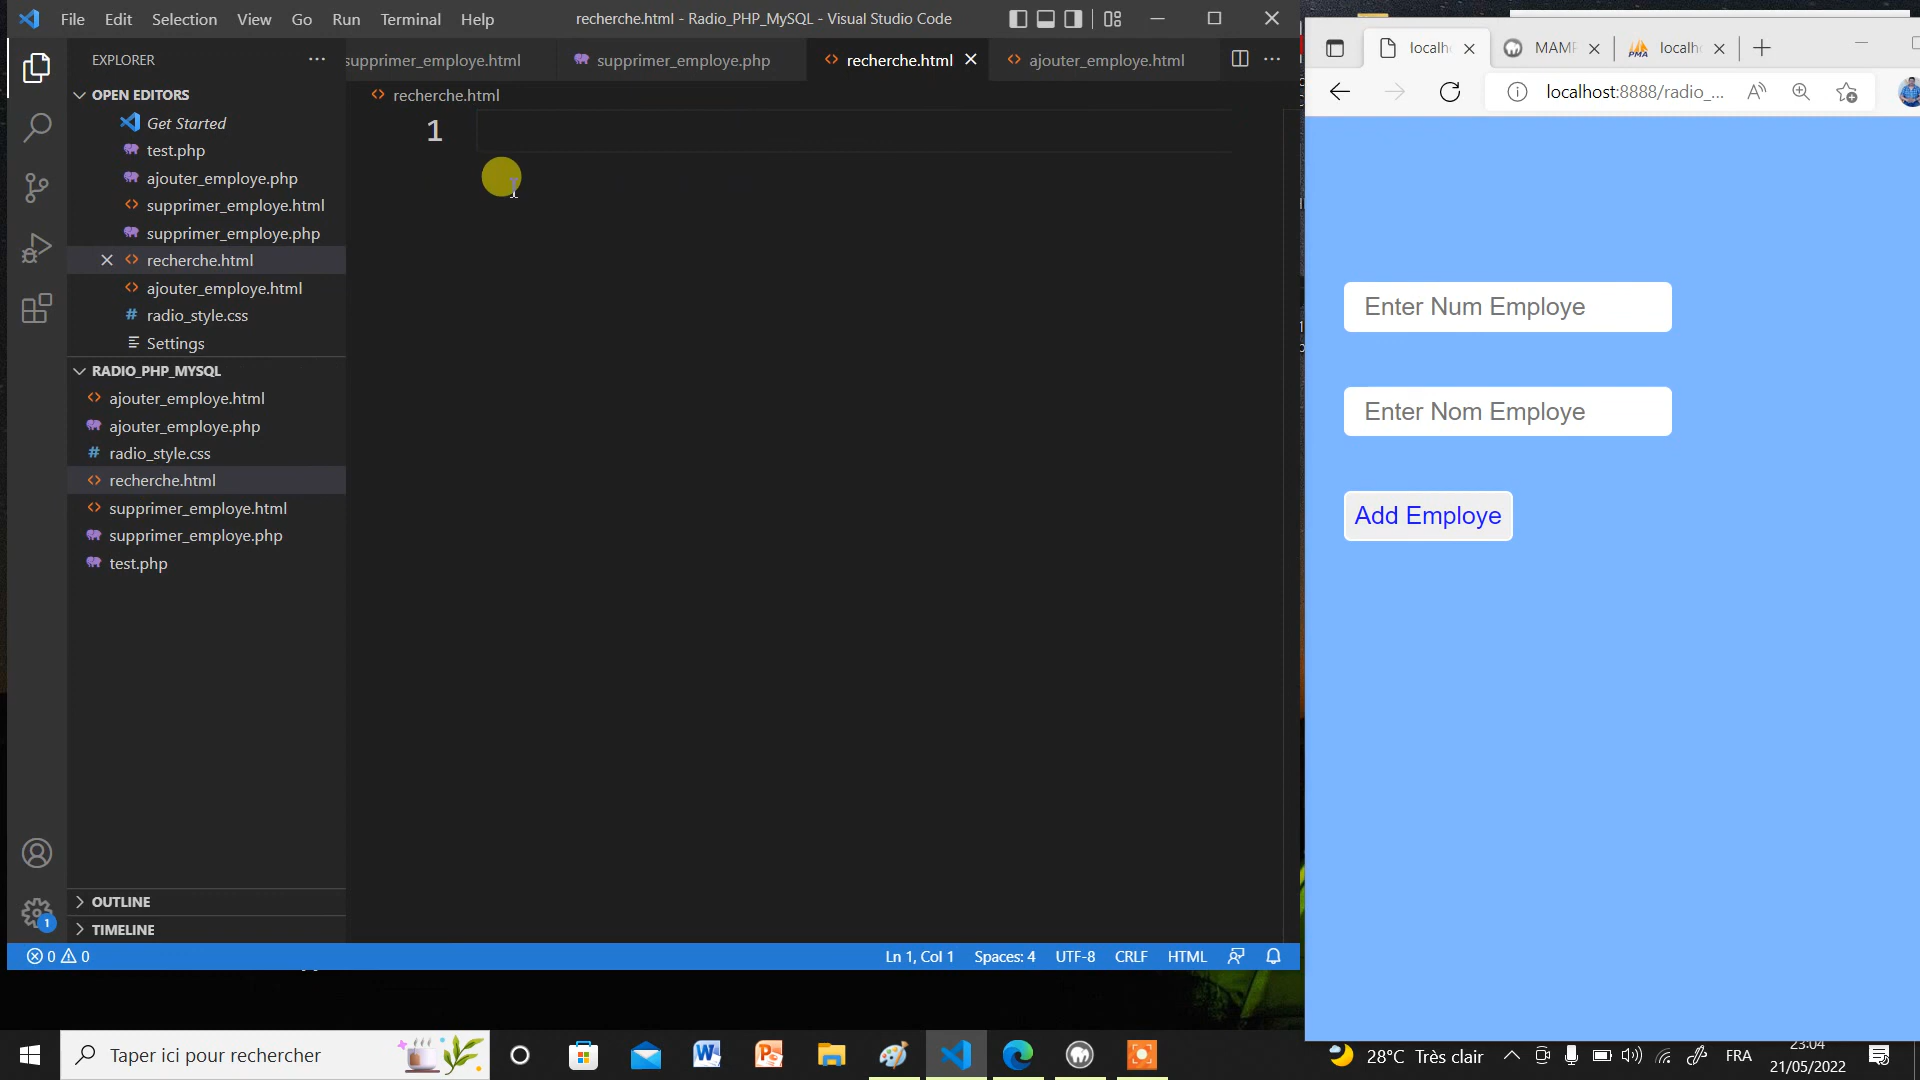 File Edit Selection View Go Run Terminal Help
recherche.html - Radio_PHP_MySQL - Visual Studio Code
EXPLORER
OPEN EDITORS
Get Started
test.php
ajouter_employe.php
supprimer_employe.html
supprimer_employe.php
recherche.html
ajouter_employe.html
radio_style.css
Settings
RADIO_PHP_MYSQL
ajouter_employe.html
ajouter_employe.php
radio_style.css
recherche.html
supprimer_employe.html
supprimer_employe.php
test.php
OUTLINE
TIMELINE
1
supprimer_employe.html supprimer_employe.php recherche.html ajouter_employe.html
recherche.html
1
0 0
Ln 1, Col 1 Spaces: 4 UTF-8 CRLF HTML
localh MAMP PMA localh
localhost:8888/radio_...
Enter Num Employe
Enter Nom Employe
Add Employe
Taper ici pour rechercher
28°C Très clair FRA
23:04
21/05/2022